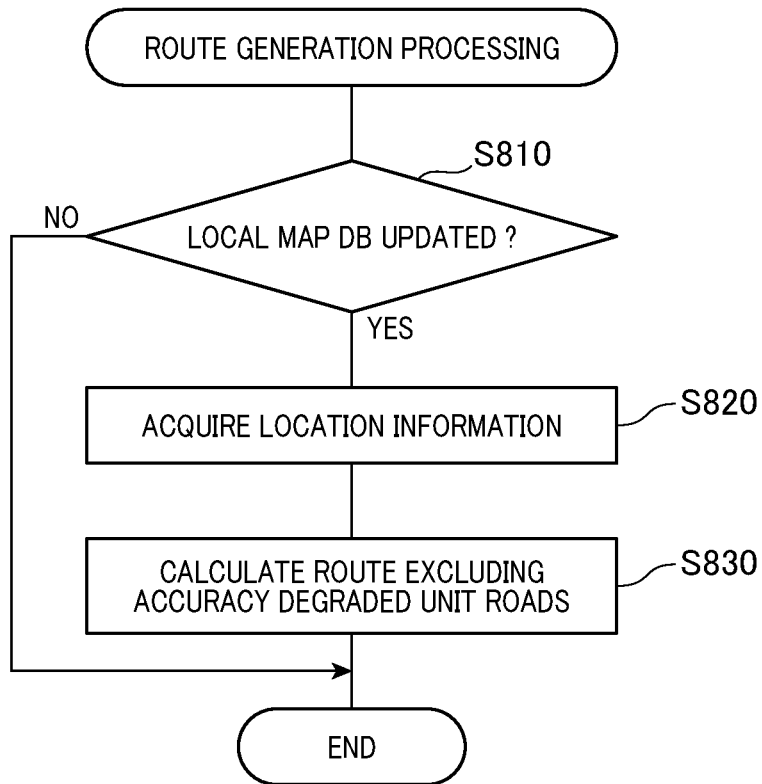 ROUTE GENERATION PROCESSING
S810
NO
LOCAL MAP DB UPDATED ?
YES
ACQUIRE LOCATION INFORMATION
S820
CALCULATE ROUTE EXCLUDING
ACCURACY DEGRADED UNIT ROADS
S830
END